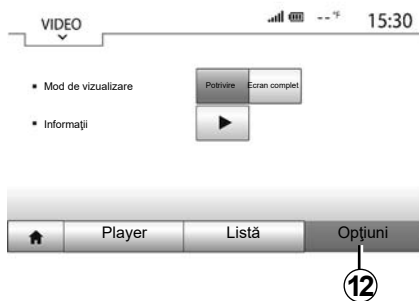 VIDEO
--°F
15:30
▪ Mod de vizualizare
Potrivire
Ecran complet
▪ Informaţii
Player
Listă
Opţiuni
12